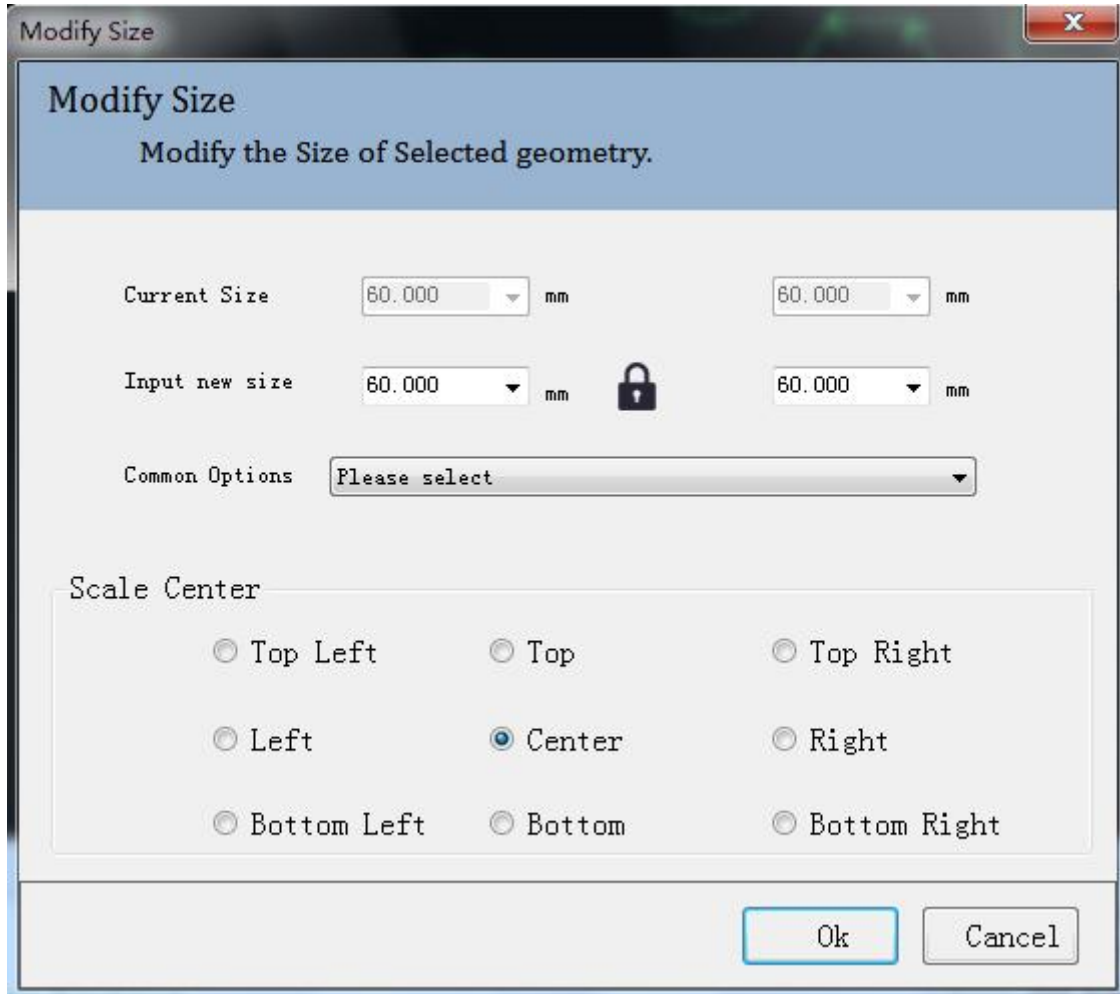 Modify Size
Modify Size
Modify the Size of Selected geometry.
Current Size 60.000 mm 60.000 mm
Input new size 60.000 mm 60.000 mm
Common Options Please select
Scale Center
Top Left Top Top Right
Left Center Right
Bottom Left Bottom Bottom Right
Ok Cancel